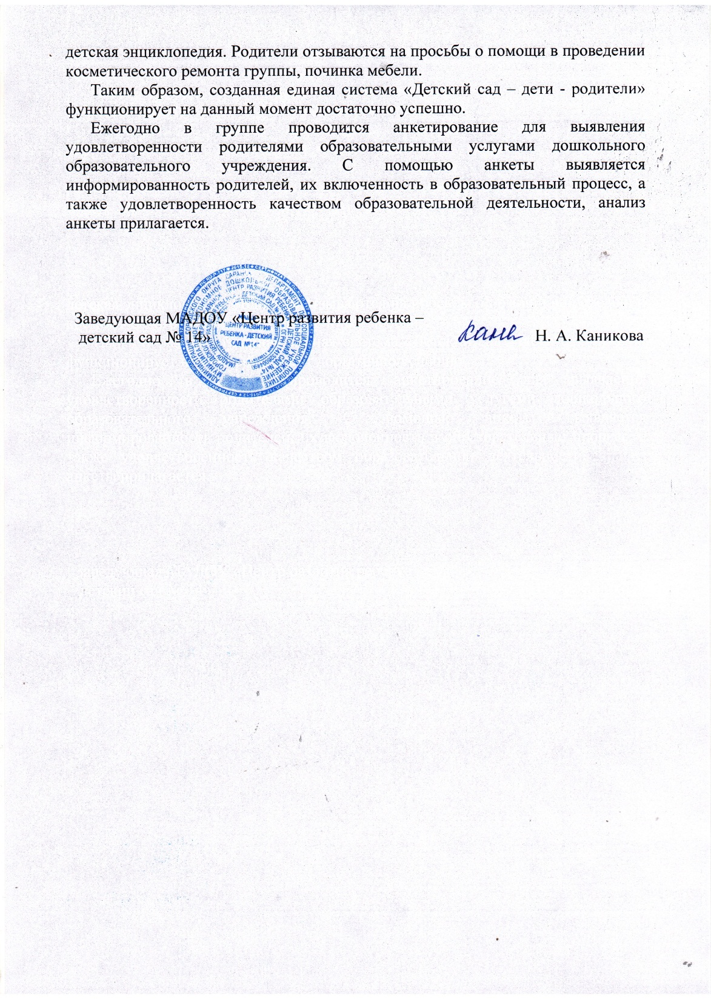 детская энциклопедия. Родители отзываются на просьбы о помощи в проведении
косметического ремонта группы, починка мебели.
Таким образом, созданная единая система «Детский сад – дети - родители»
функционирует на данный момент достаточно успешно.
Ежегодно в группе проводится анкетирование для выявления
удовлетворенности родителями образовательными услугами дошкольного
образовательного учреждения. С помощью анкеты выявляется
информированность родителей, их включенность в образовательный процесс, а
также удовлетворенность качеством образовательной деятельности, анализ
анкеты прилагается.
Заведующая МАДОУ «Центр развития ребенка –
детский сад № 14»
Н. А. Каникова
ЦЕНТР РАЗВИТИЯ
РЕБЕНКА - ДЕТСКИЙ
САД №14"